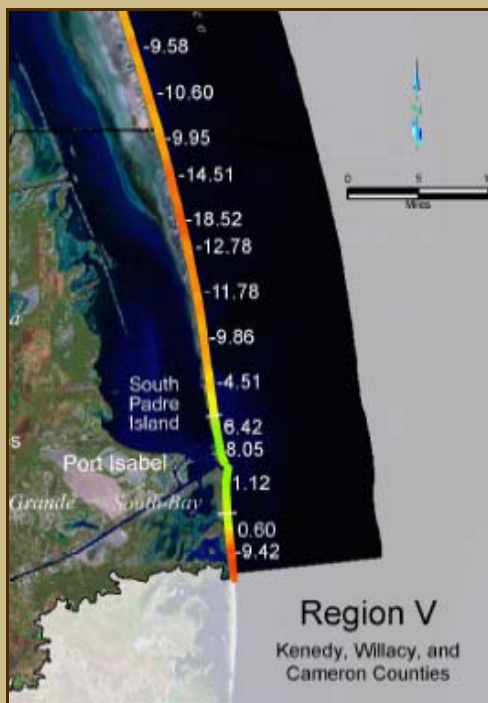 -9.58
-10.60
-9.95
-14.51
-18.52
-12.78
-11.78
-9.86
-4.51
South
Padre
Island
6.42
8.05
Port Isabel
1.12
Grande
South Bay
0.60
-9.42
0
5
Miles
Region V
Kenedy, Willacy, and
Cameron Counties